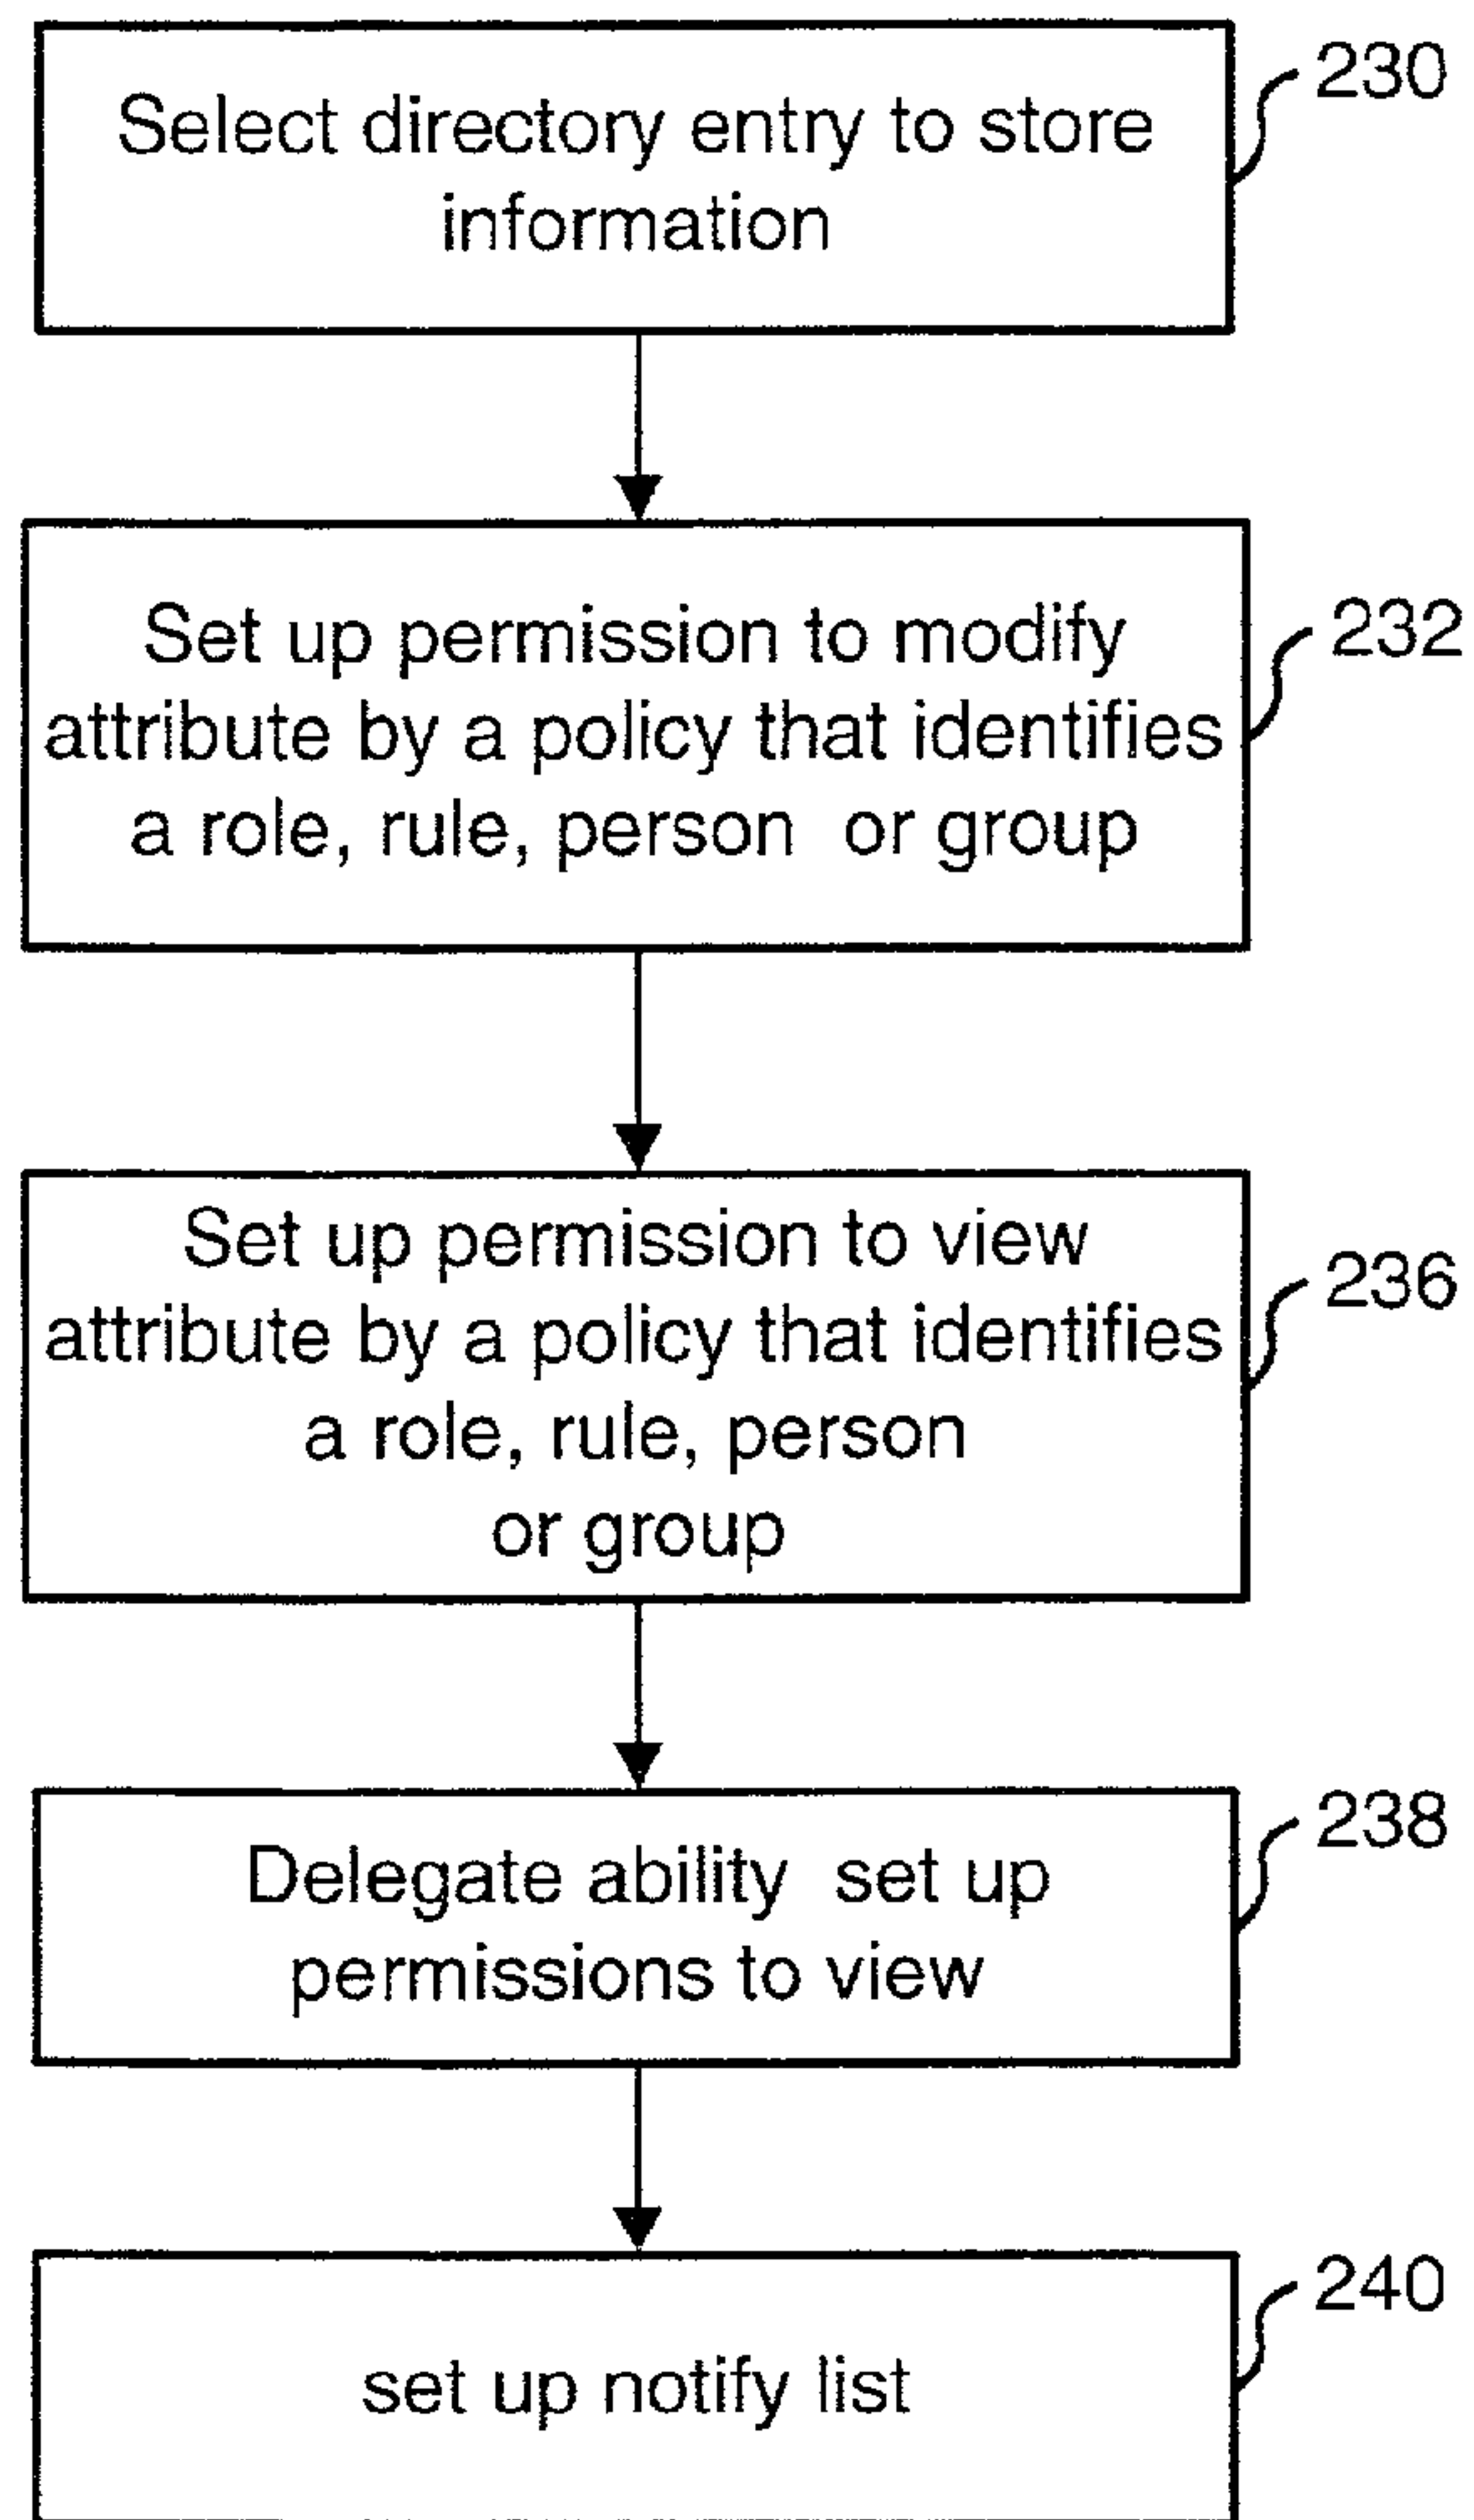 230
Select directory entry to store
information
232
Set up permission to modify
attribute by a policy that identifies
a role, rule, person or group
236
Set up permission to view
attribute by a policy that identifies
a role, rule, person
or group
238
Delegate ability set up
permissions to view
240
set up notify list